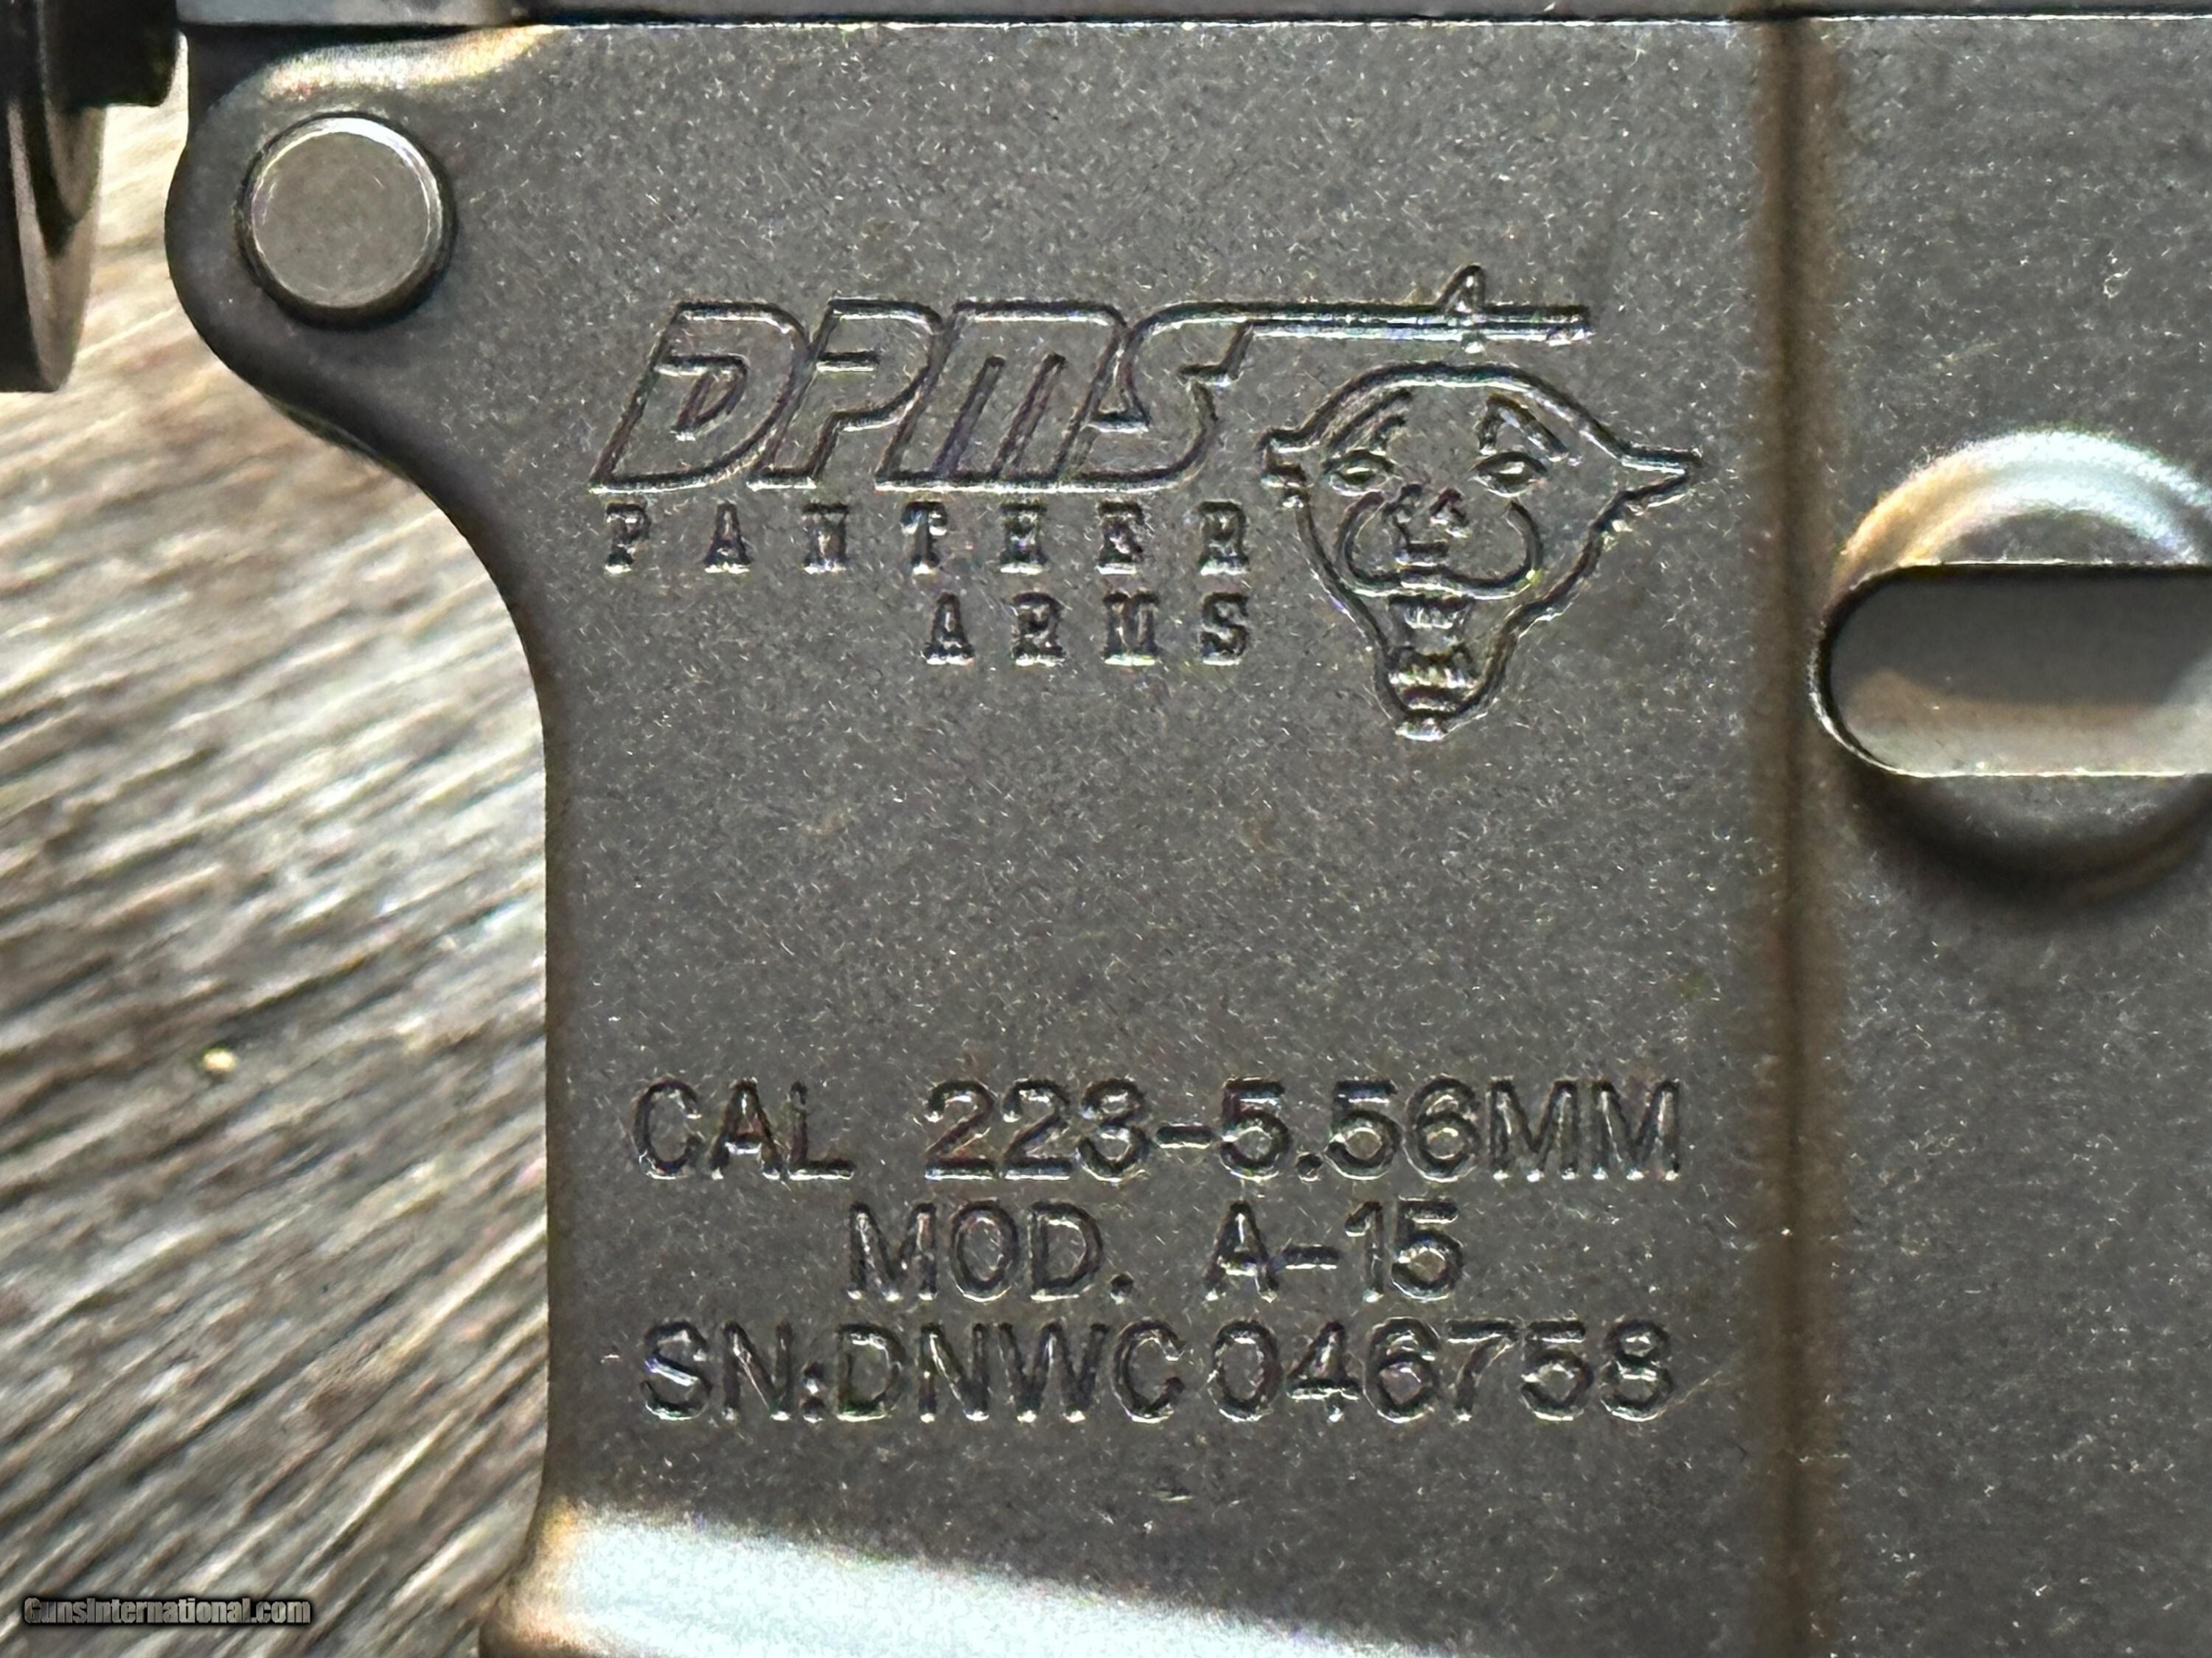 DPMS
PANTHER
ARMS
CAL 223-5.56MM
MOD. A-15
SN:DNWC046758
GunsInternational.com